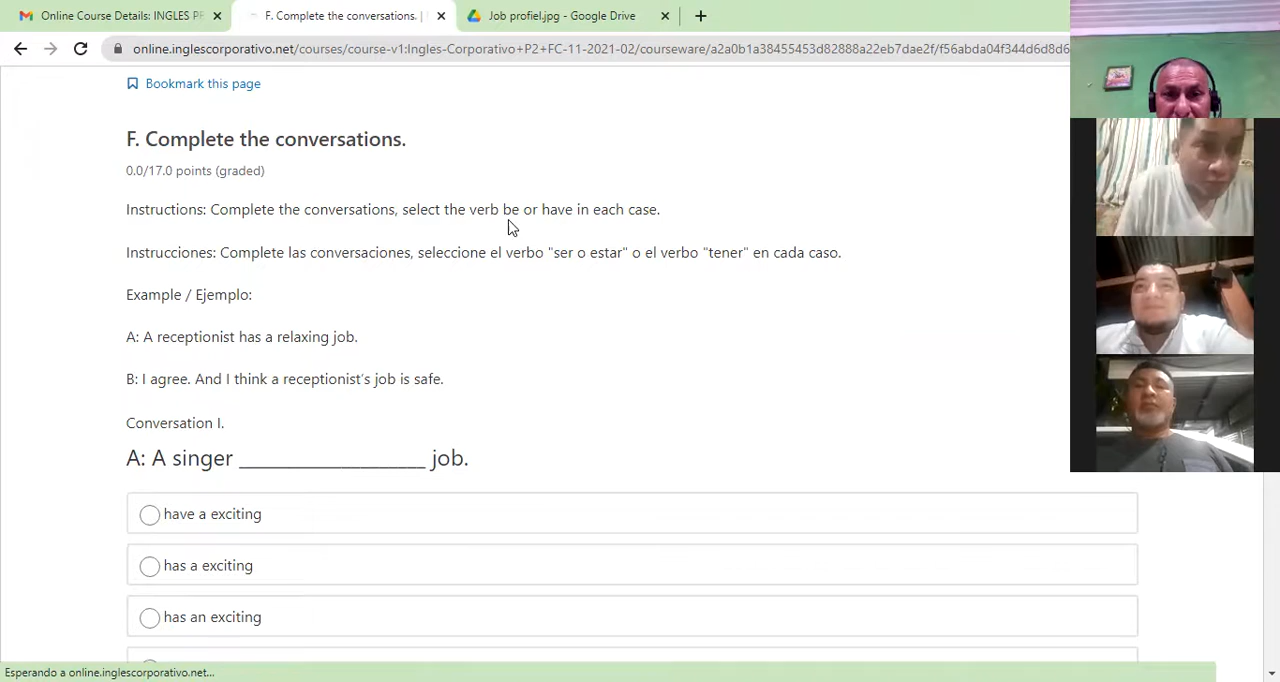 Online Course Details: INGLES PR
F. Complete the conversations. |
Job profiel.jpg - Google Drive
online.inglescorporativo.net/courses/course-v1:Ingles-Corporativo+P2+FC-11-2021-02/courseware/a2a0b1a38455453d82888a22eb7dae2f/f56abda04f344d6d8d6
Bookmark this page
F. Complete the conversations.
0.0/17.0 points (graded)
Instructions: Complete the conversations, select the verb be or have in each case.
Instrucciones: Complete las conversaciones, seleccione el verbo "ser o estar" o el verbo "tener" en cada caso.
Example / Ejemplo:
A: A receptionist has a relaxing job.
B: I agree. And I think a receptionist's job is safe.
Conversation I.
A: A singer ____________________ job.
have a exciting
has a exciting
has an exciting
Esperando a online.inglescorporativo.net...